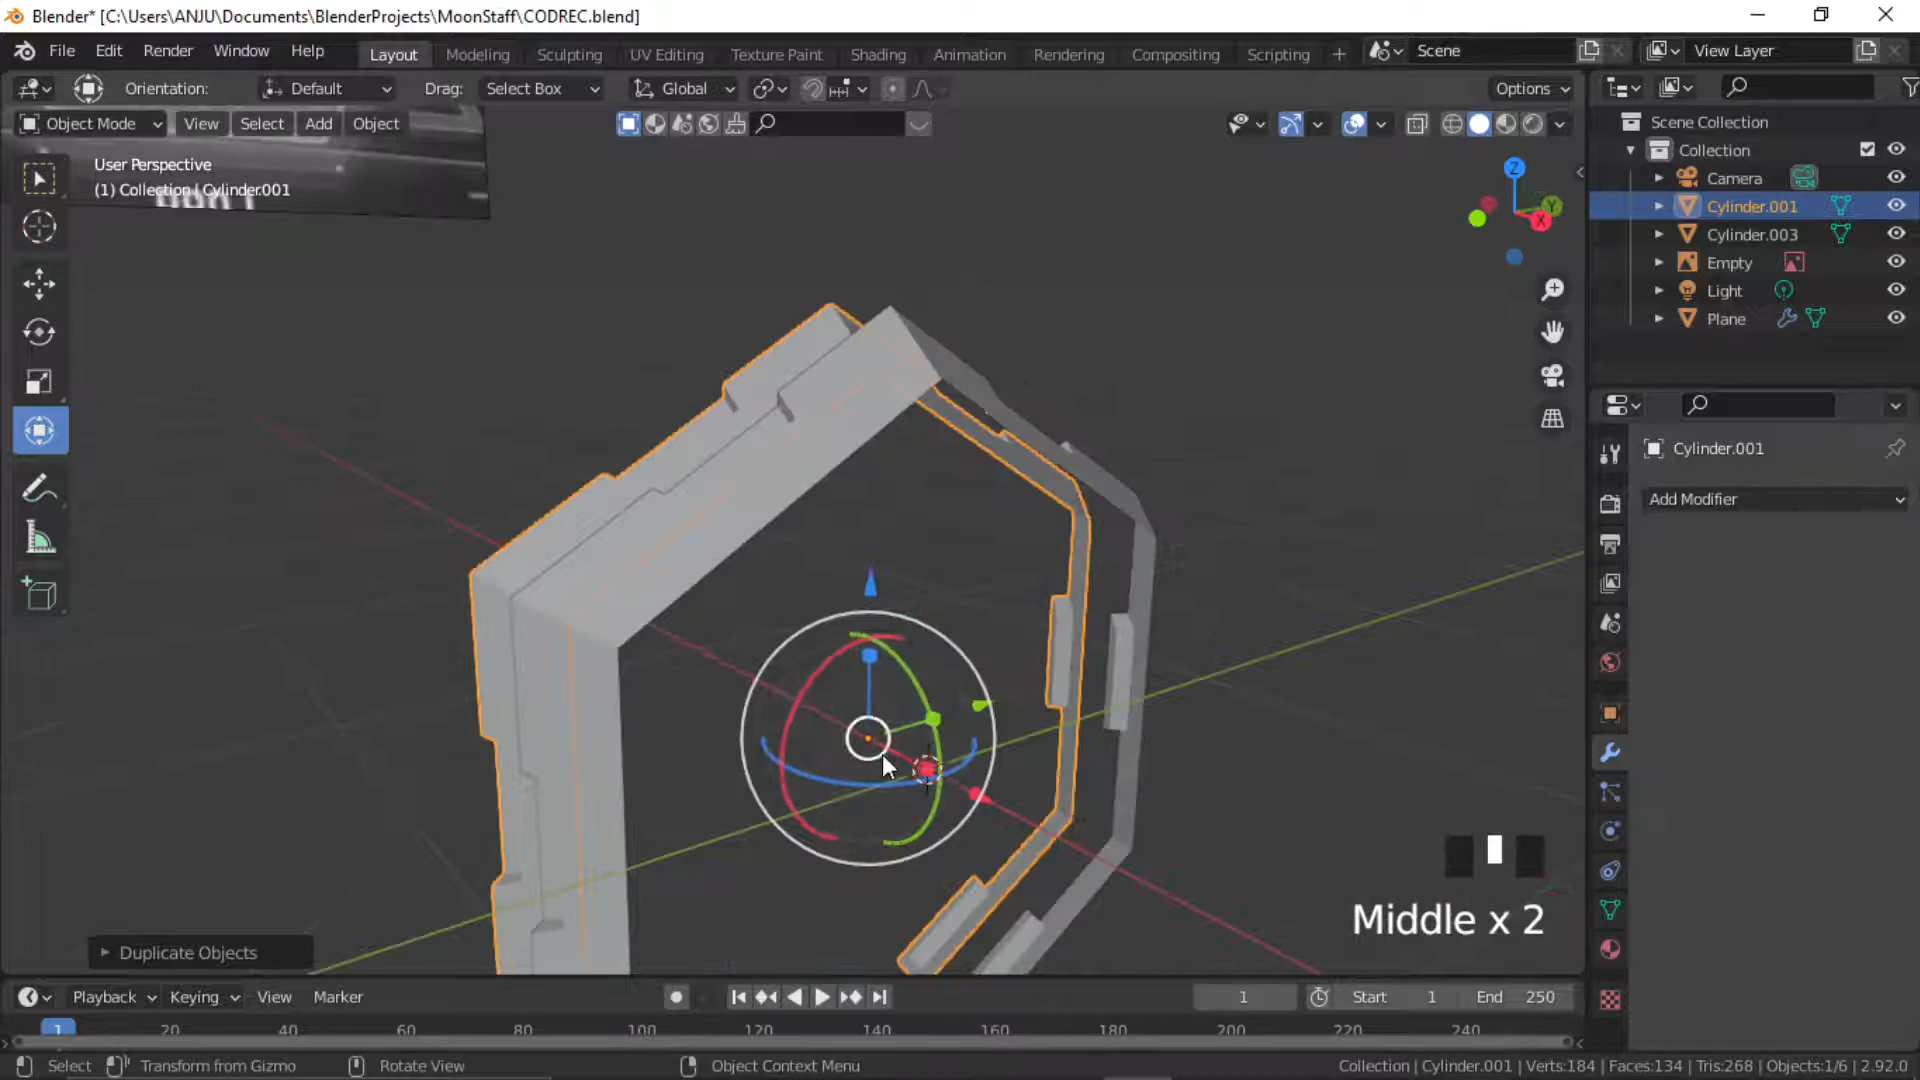 Blender* [C:\Users\ANJU\Documents\BlenderProjects\MoonStaff\CODREC.blend]
File Edit Render Window Help Layout Modeling Sculpting UV Editing Texture Paint Shading Animation Rendering Compositing Scripting + Scene View Layer
Orientation: Default Drag: Select Box Global Options
Object Mode View Select Add Object
User Perspective
(1) Collection | Cylinder.001
Z
Y
X
Scene Collection
Collection
Camera
Cylinder.001
Cylinder.003
Empty
Light
Plane
Cylinder.001
Add Modifier
Middle x 2
Duplicate Objects
Playback Keying View Marker 1 Start 1 End 250
1 20 40 60 80 100 120 140 160 180 200 220 240
Select Transform from Gizmo Rotate View Object Context Menu Collection | Cylinder.001 | Verts:184 | Faces:134 | Tris:268 | Objects:1/6 | 2.92.0